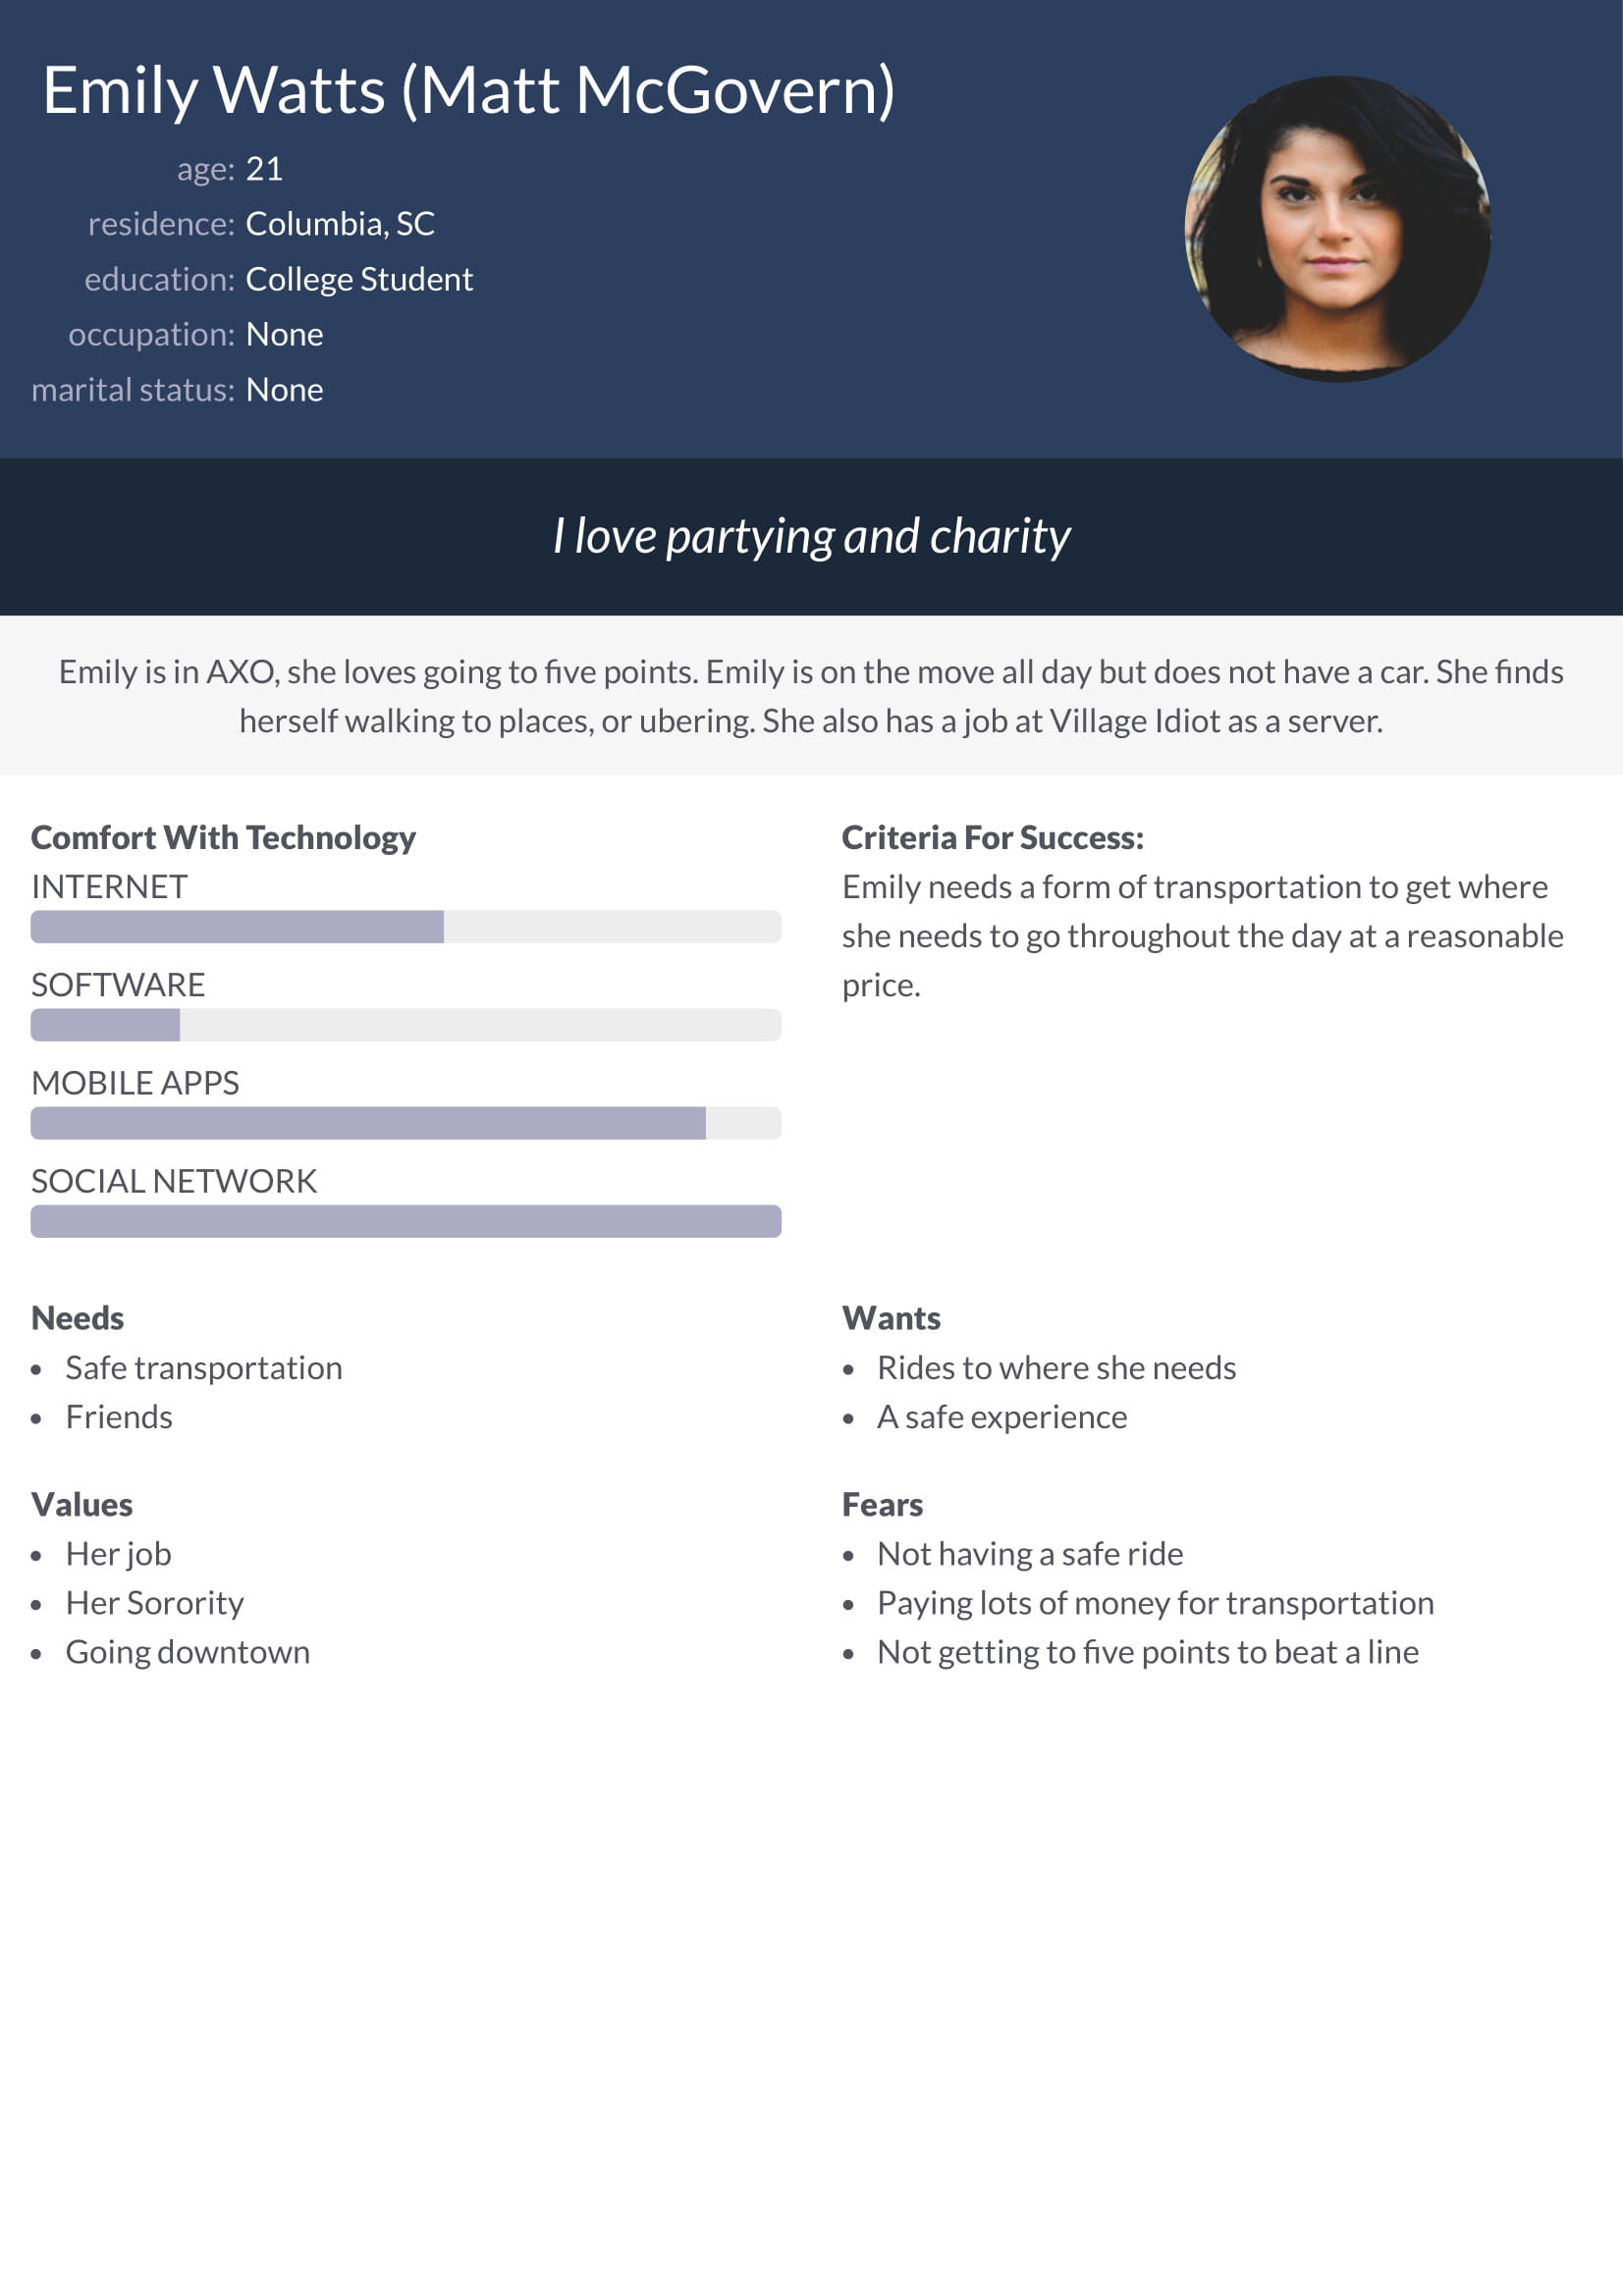 Emily Watts (Matt McGovern)
age: 21
residence: Columbia, SC
education: College Student
occupation: None
marital status: None
I love partying and charity
Emily is in AXO, she loves going to five points. Emily is on the move all day but does not have a car. She finds
herself walking to places, or ubering. She also has a job at Village Idiot as a server.
Comfort With Technology
INTERNET
SOFTWARE
MOBILE APPS
SOCIAL NETWORK
Criteria For Success:
Emily needs a form of transportation to get where
she needs to go throughout the day at a reasonable
price.
Needs
• Safe transportation
• Friends
Wants
• Rides to where she needs
• A safe experience
Values
• Her job
• Her Sorority
• Going downtown
Fears
• Not having a safe ride
• Paying lots of money for transportation
• Not getting to five points to beat a line